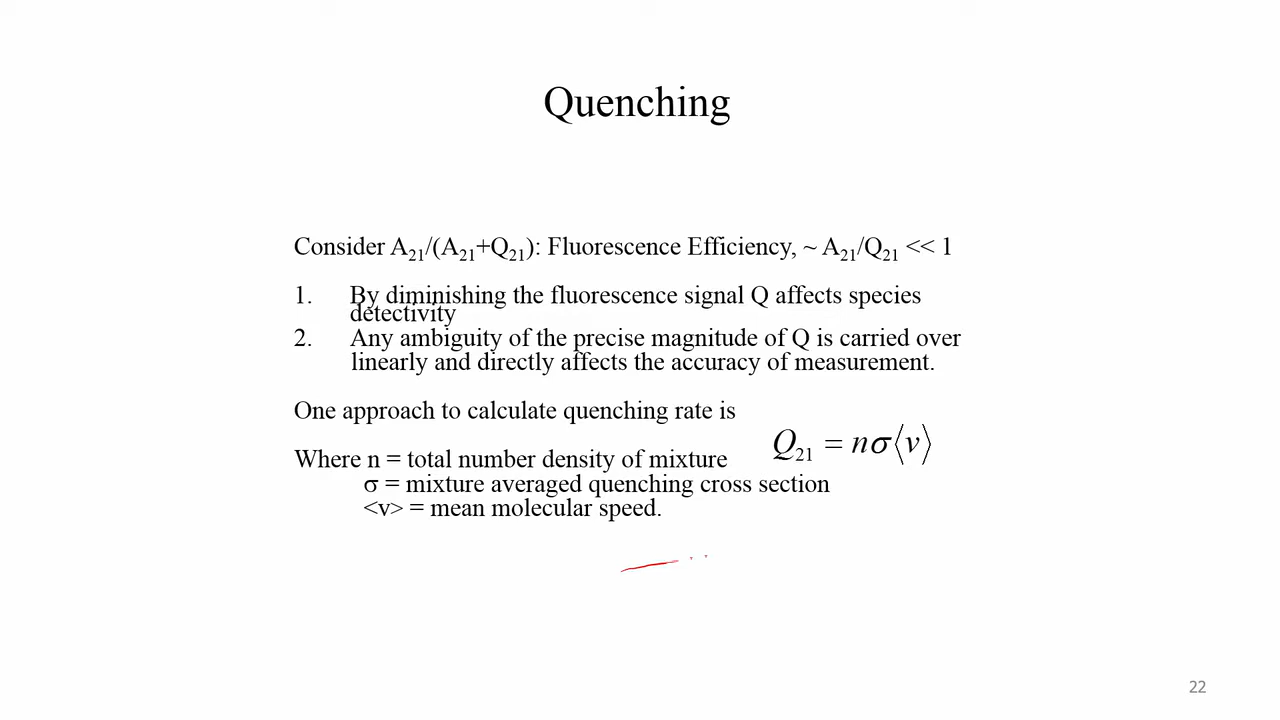 Quenching
Consider A₂₁/(A₂₁+Q₂₁): Fluorescence Efficiency, ~ A₂₁/Q₂₁ << 1
1. By diminishing the fluorescence signal Q affects species
detectivity
2. Any ambiguity of the precise magnitude of Q is carried over
linearly and directly affects the accuracy of measurement.
One approach to calculate quenching rate is
Q₂₁ = nσ⟨v⟩
Where n = total number density of mixture
σ = mixture averaged quenching cross section
<v> = mean molecular speed.
22